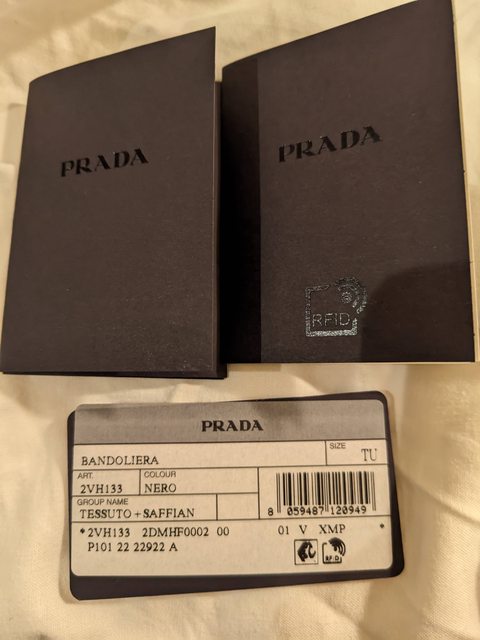 PRADA
PRADA
RFID
PRADA
BANDOLIERA
SIZE
TU
ART.
2VH133
COLOUR
NERO
GROUP NAME
TESSUTO+SAFFIAN
8 059487 120949
*2VH133 2DMHF0002 00 01 V XMP *
P101 22 22922 A
RFID